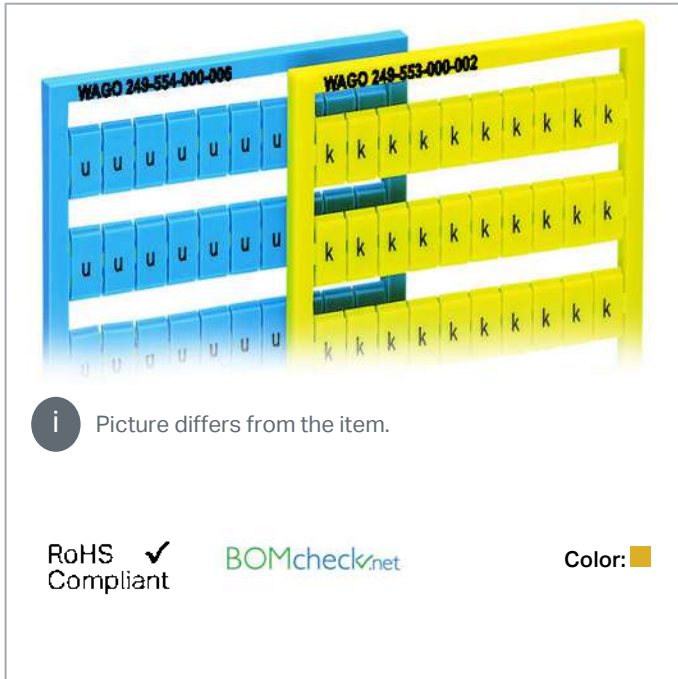 WAGO 249-554-000-006
WAGO 249-553-000-002
u u u u u u u
k k k k k k k k k k
u u u u u u u
k k k k k k k k k k
u u u u u u u
k k k k k k k k k k
i Picture differs from the item.
RoHS ✓
Compliant
BOMcheck.net
Color: